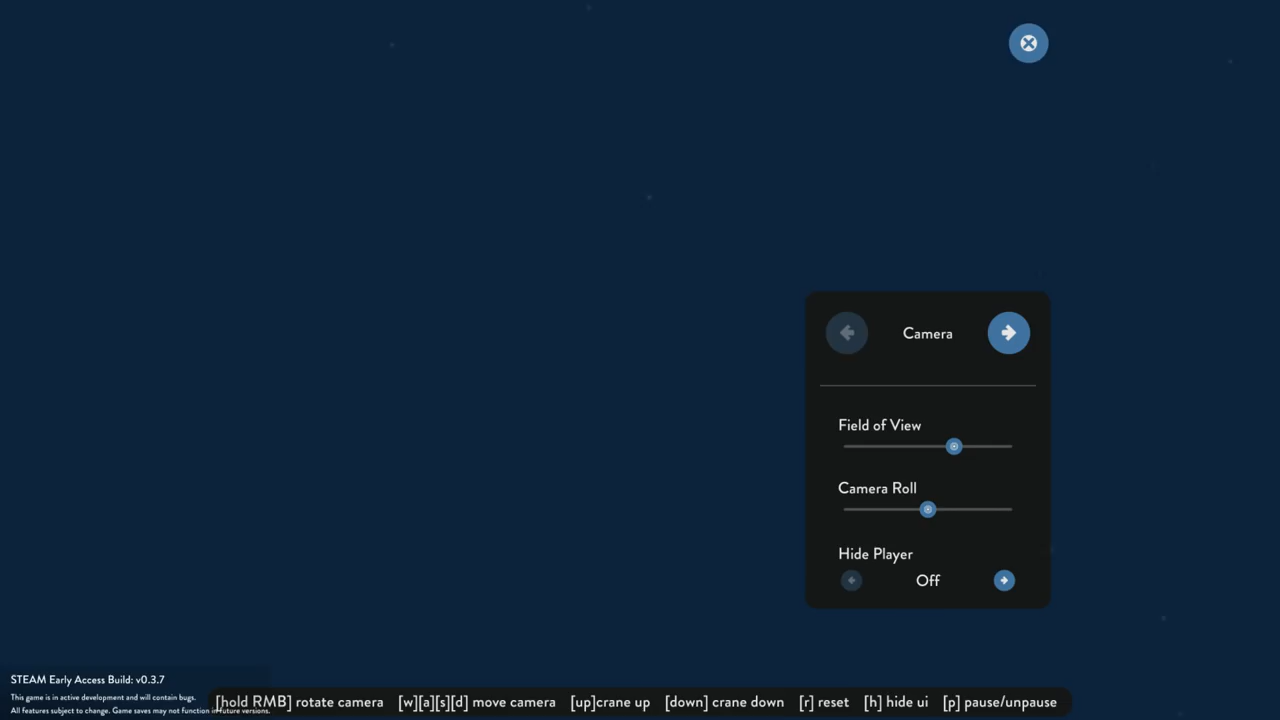 Camera
Field of View
Camera Roll
Hide Player
Off
STEAM Early Access Build: v0.3.7
This game is in active development and will contain bugs.
All features subject to change. Game saves may not function in future versions.
[hold RMB] rotate camera [w][a][s][d] move camera [up]crane up [down] crane down [r] reset [h] hide ui [p] pause/unpause